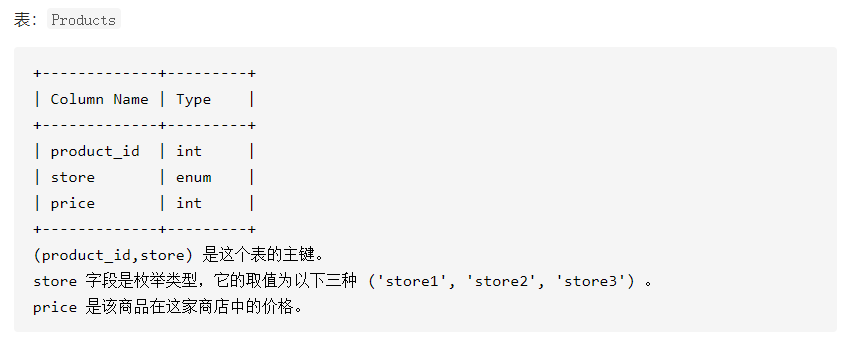 表：Products
+-------------+---------+
| Column Name | Type    |
+-------------+---------+
| product_id  | int     |
| store       | enum    |
| price       | int     |
+-------------+---------+
(product_id,store) 是这个表的主键。
store 字段是枚举类型，它的取值为以下三种 ('store1', 'store2', 'store3') 。
price 是该商品在这家商店中的价格。